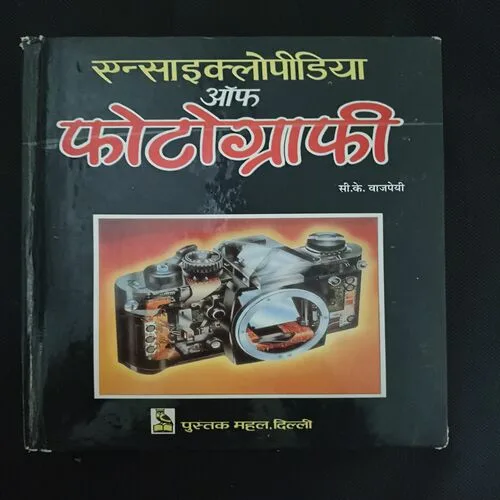 एन्साइक्लोपीडिया
ऑफ
फोटोग्राफी
सी.के. वाजपेयी
पुस्तक महल, दिल्ली